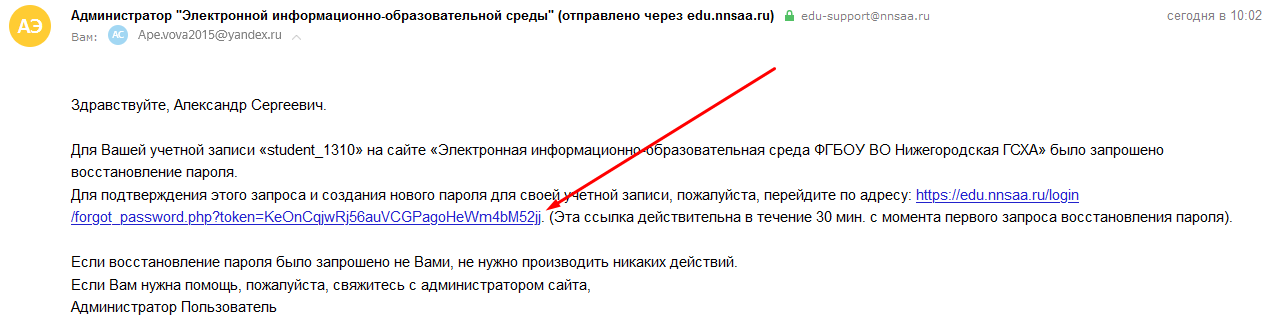 АЭ
Администратор "Электронной информационно-образовательной среды" (отправлено через edu.nnsaa.ru) edu-support@nnsaa.ru сегодня в 10:02
Вам: АС Ape.vova2015@yandex.ru
Здравствуйте, Александр Сергеевич.
Для Вашей учетной записи «student_1310» на сайте «Электронная информационно-образовательная среда ФГБОУ ВО Нижегородская ГСХА» было запрошено
восстановление пароля.
Для подтверждения этого запроса и создания нового пароля для своей учетной записи, пожалуйста, перейдите по адресу: https://edu.nnsaa.ru/login
/forgot_password.php?token=KeOnCqjwRj56auVCGPagoHeWm4bM52jj. (Эта ссылка действительна в течение 30 мин. с момента первого запроса восстановления пароля).
Если восстановление пароля было запрошено не Вами, не нужно производить никаких действий.
Если Вам нужна помощь, пожалуйста, свяжитесь с администратором сайта,
Администратор Пользователь